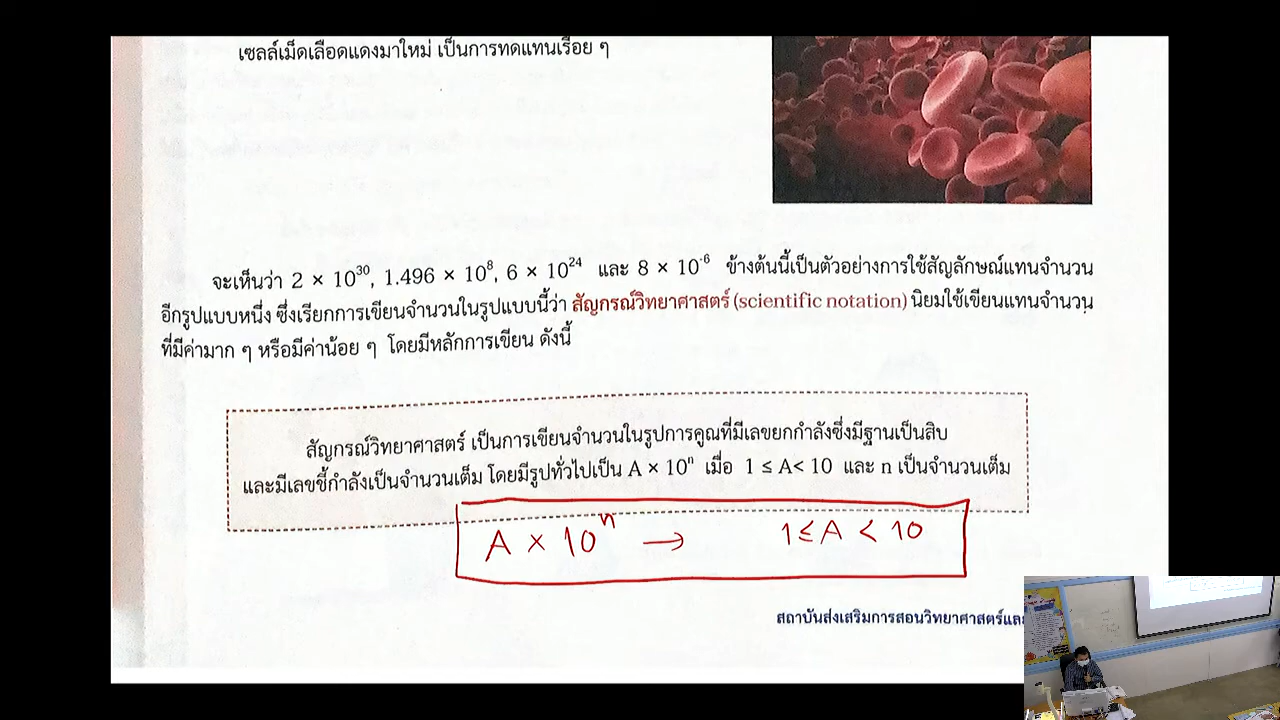 เซลล์เม็ดเลือดแดงมาใหม่ เป็นการทดแทนเรื่อย ๆ
จะเห็นว่า 2 × 10³⁰, 1.496 × 10⁸, 6 × 10²⁴ และ 8 × 10⁻⁶ ข้างต้นนี้เป็นตัวอย่างการใช้สัญลักษณ์แทนจำนวน
อีกรูปแบบหนึ่ง ซึ่งเรียกการเขียนจำนวนในรูปแบบนี้ว่า สัญกรณ์วิทยาศาสตร์ (scientific notation) นิยมใช้เขียนแทนจำนวน
ที่มีค่ามาก ๆ หรือมีค่าน้อย ๆ โดยมีหลักการเขียน ดังนี้
สัญกรณ์วิทยาศาสตร์ เป็นการเขียนจำนวนในรูปการคูณที่มีเลขยกกำลังซึ่งมีฐานเป็นสิบ
และมีเลขชี้กำลังเป็นจำนวนเต็ม โดยมีรูปทั่วไปเป็น A × 10ⁿ เมื่อ 1 ≤ A< 10 และ n เป็นจำนวนเต็ม
A × 10ⁿ → 1 ≤ A < 10
สถาบันส่งเสริมการสอนวิทยาศาสตร์และ